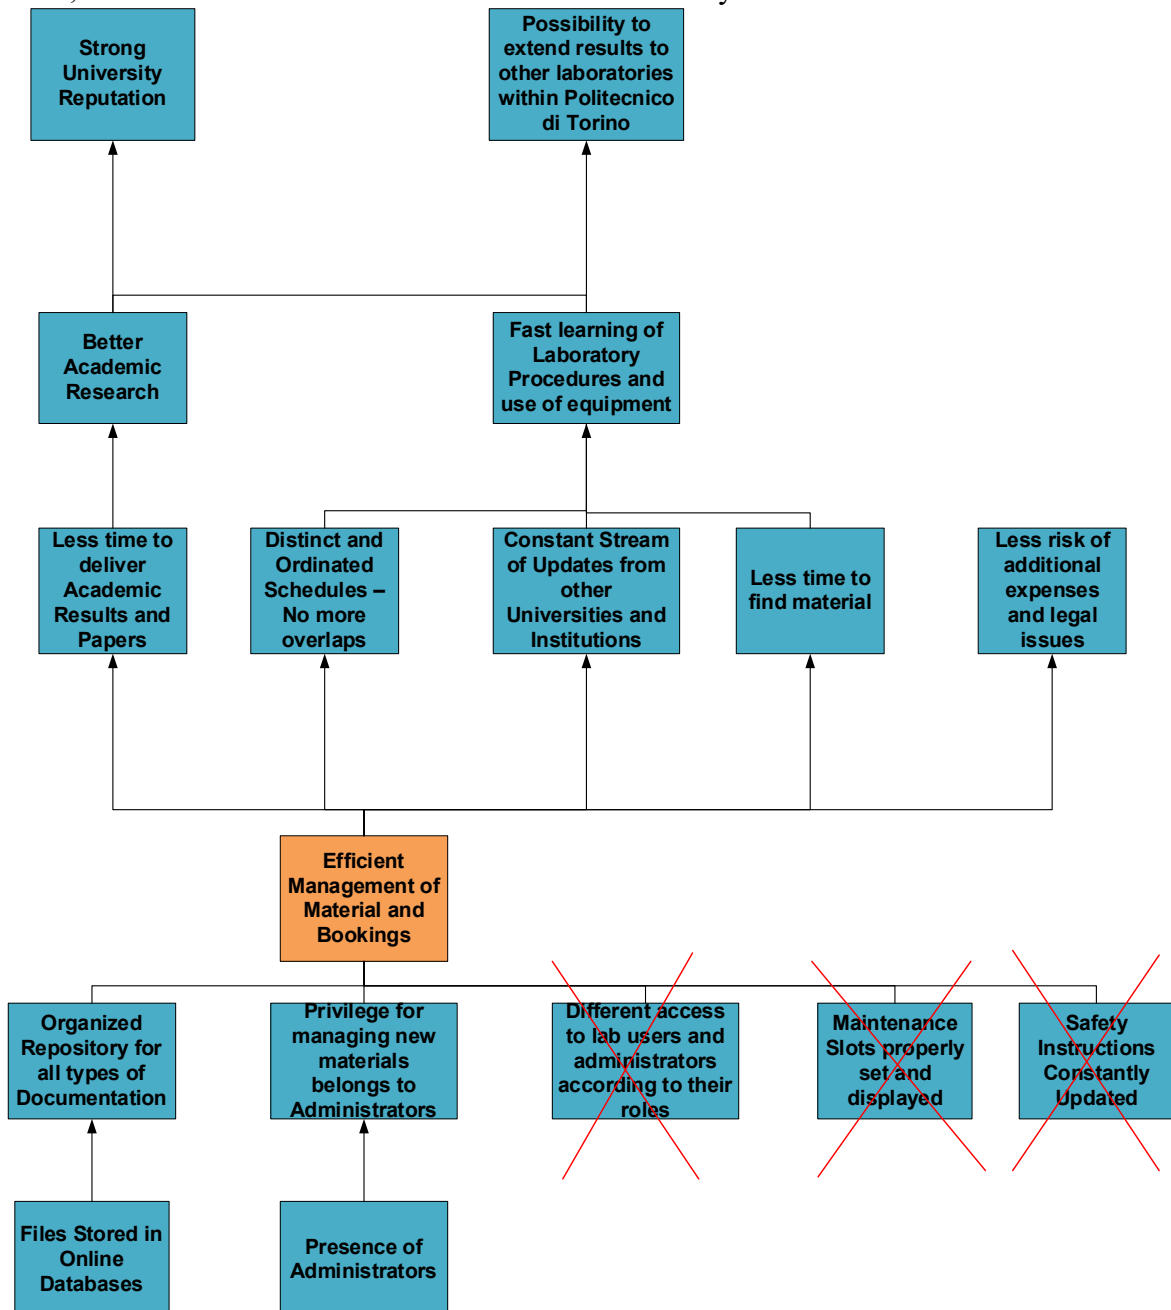 Strong
University
Reputation
Possibility to
extend results to
other laboratories
within Politecnico
di Torino
Better
Academic
Research
Fast learning of
Laboratory
Procedures and
use of equipment
Less time to
deliver
Academic
Results and
Papers
Distinct and
Ordinated
Schedules –
No more
overlaps
Constant Stream
of Updates from
other
Universities and
Institutions
Less time to
find material
Less risk of
additional
expenses
and legal
issues
Efficient
Management of
Material and
Bookings
Organized
Repository for
all types of
Documentation
Privilege for
managing new
materials
belongs to
Administrators
Different access
to lab users and
administrators
according to their
roles
Maintenance
Slots properly
set and
displayed
Safety
Instructions
Constantly
Updated
Files Stored in
Online
Databases
Presence of
Administrators